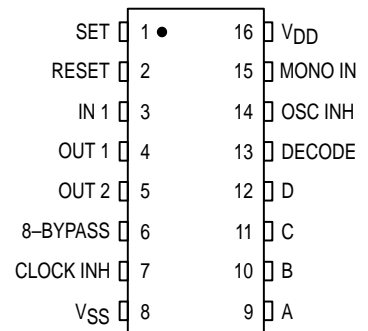 SET 1 16 VDD
RESET 2 15 MONO IN
IN 1 3 14 OSC INH
OUT 1 4 13 DECODE
OUT 2 5 12 D
8–BYPASS 6 11 C
CLOCK INH 7 10 B
VSS 8 9 A